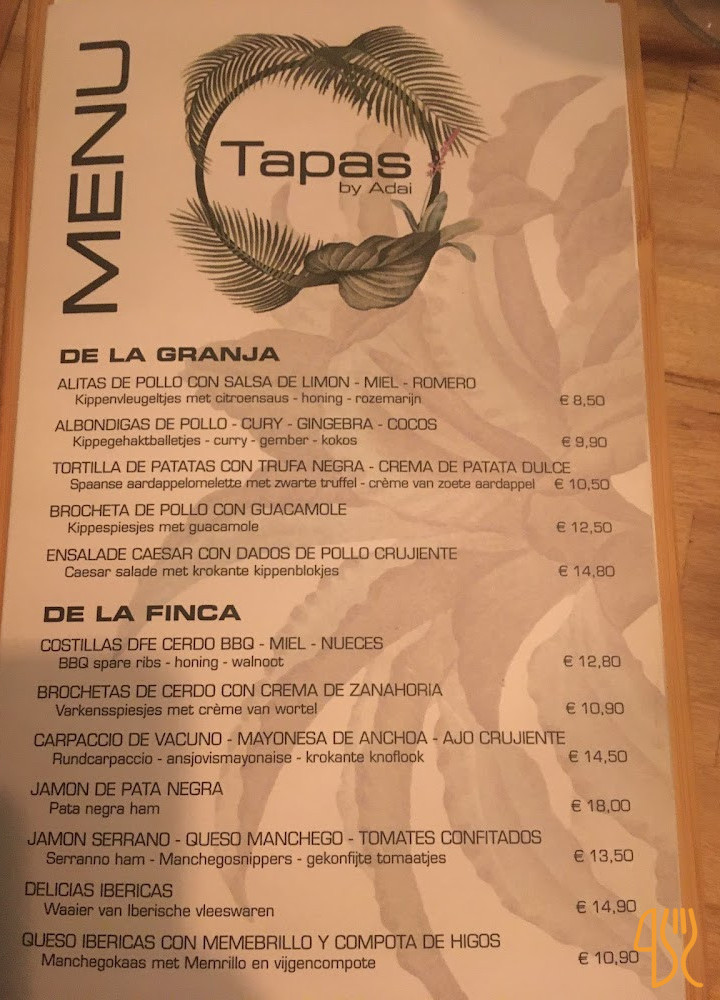 MENU
Tapas
by Adai
DE LA GRANJA
ALITAS DE POLLO CON SALSA DE LIMON - MIEL - ROMERO
Kippenvleugeltjes met citroensaus - honing - rozemarijn € 8,50
ALBONDIGAS DE POLLO - CURY - GINGEBRA - COCOS
Kippegehaktballetjes - curry - gember - kokos € 9,90
TORTILLA DE PATATAS CON TRUFA NEGRA - CREMA DE PATATA DULCE
Spaanse aardappelomelette met zwarte truffel - crème van zoete aardappel € 10,50
BROCHETA DE POLLO CON GUACAMOLE
Kippespiesjes met guacamole € 12,50
ENSALADE CAESAR CON DADOS DE POLLO CRUJIENTE
Caesar salade met krokante kippenblokjes € 14,80
DE LA FINCA
COSTILLAS DFE CERDO BBQ - MIEL - NUECES
BBQ spare ribs - honing - walnoot € 12,80
BROCHETAS DE CERDO CON CREMA DE ZANAHORIA
Varkensspiesjes met crème van wortel € 10,90
CARPACCIO DE VACUNO - MAYONESA DE ANCHOA - AJO CRUJIENTE
Rundcarpaccio - ansjovismayonaise - krokante knoflook € 14,50
JAMON DE PATA NEGRA
Pata negra ham € 18,00
JAMON SERRANO - QUESO MANCHEGO - TOMATES CONFITADOS
Serranno ham - Manchegosnippers - gekonfijte tomaatjes € 13,50
DELICIAS IBERICAS
Waaier van Iberische vleeswaren € 14,90
QUESO IBERICAS CON MEMEBRILLO Y COMPOTA DE HIGOS
Manchegokaas met Memrillo en vijgencompote € 10,90